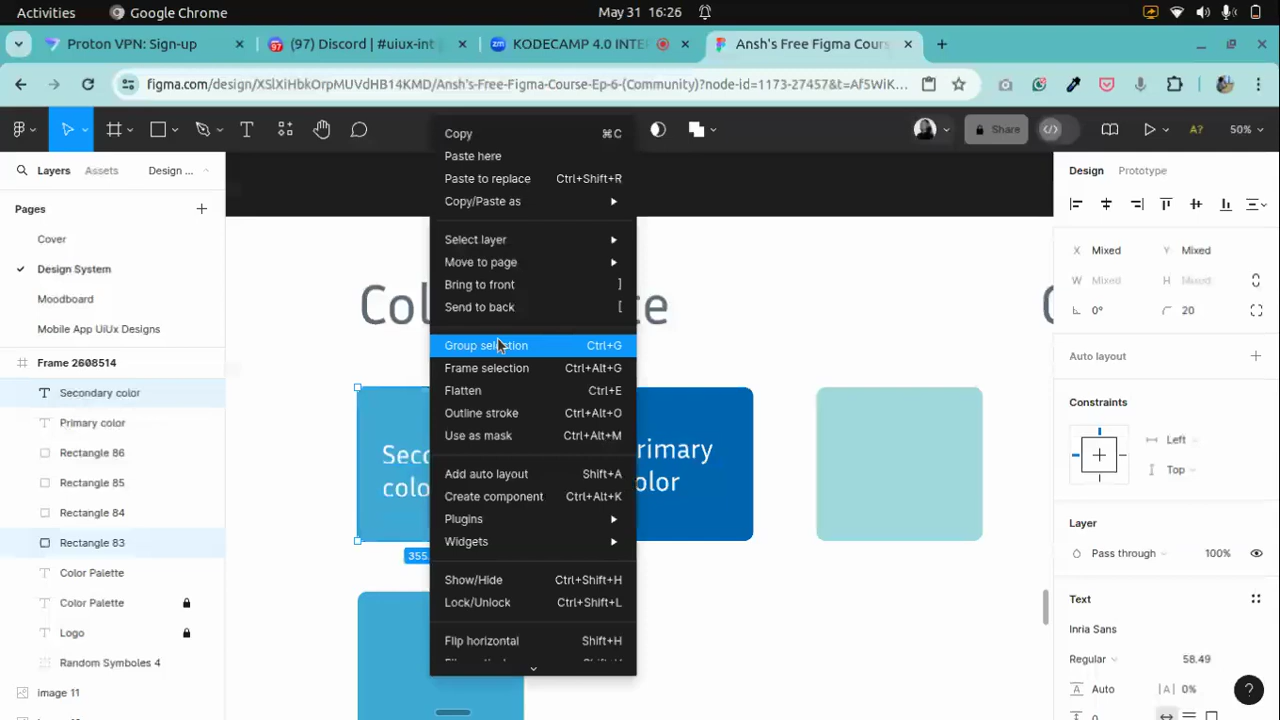 Activities
Google Chrome
May 31 16:26
Proton VPN: Sign-up
(97) Discord | #uiux-int
KODECAMP 4.0 INTE
Ansh's Free Figma Cours
figma.com/design/XSlXiHbkOrpMUVdHB14KMD/Ansh's-Free-Figma-Course-Ep-6-(Community)?node-id=1173-27457&t=Af5WiK...
Share
A?
50%
Layers
Assets
Design ...
Pages
Cover
Design System
Moodboard
Mobile App UiUx Designs
Frame 2608514
Secondary color
Primary color
Rectangle 86
Rectangle 85
Rectangle 84
Rectangle 83
Color Palette
Color Palette
Logo
Random Symboles 4
image 11
Col
te
Seco
colo
rimary
olor
355.
Copy ⌘C
Paste here
Paste to replace Ctrl+Shift+R
Copy/Paste as
Select layer
Move to page
Bring to front ]
Send to back [
Group selection Ctrl+G
Frame selection Ctrl+Alt+G
Flatten Ctrl+E
Outline stroke Ctrl+Alt+O
Use as mask Ctrl+Alt+M
Add auto layout Shift+A
Create component Ctrl+Alt+K
Plugins
Widgets
Show/Hide Ctrl+Shift+H
Lock/Unlock Ctrl+Shift+L
Flip horizontal Shift+H
Design
Prototype
X Mixed Y Mixed
W Mixed H Mixed
0° 20
Auto layout
Constraints
Left
Top
Layer
Pass through 100%
Text
Inria Sans
Regular 58.49
Auto |A| 0%
0
?